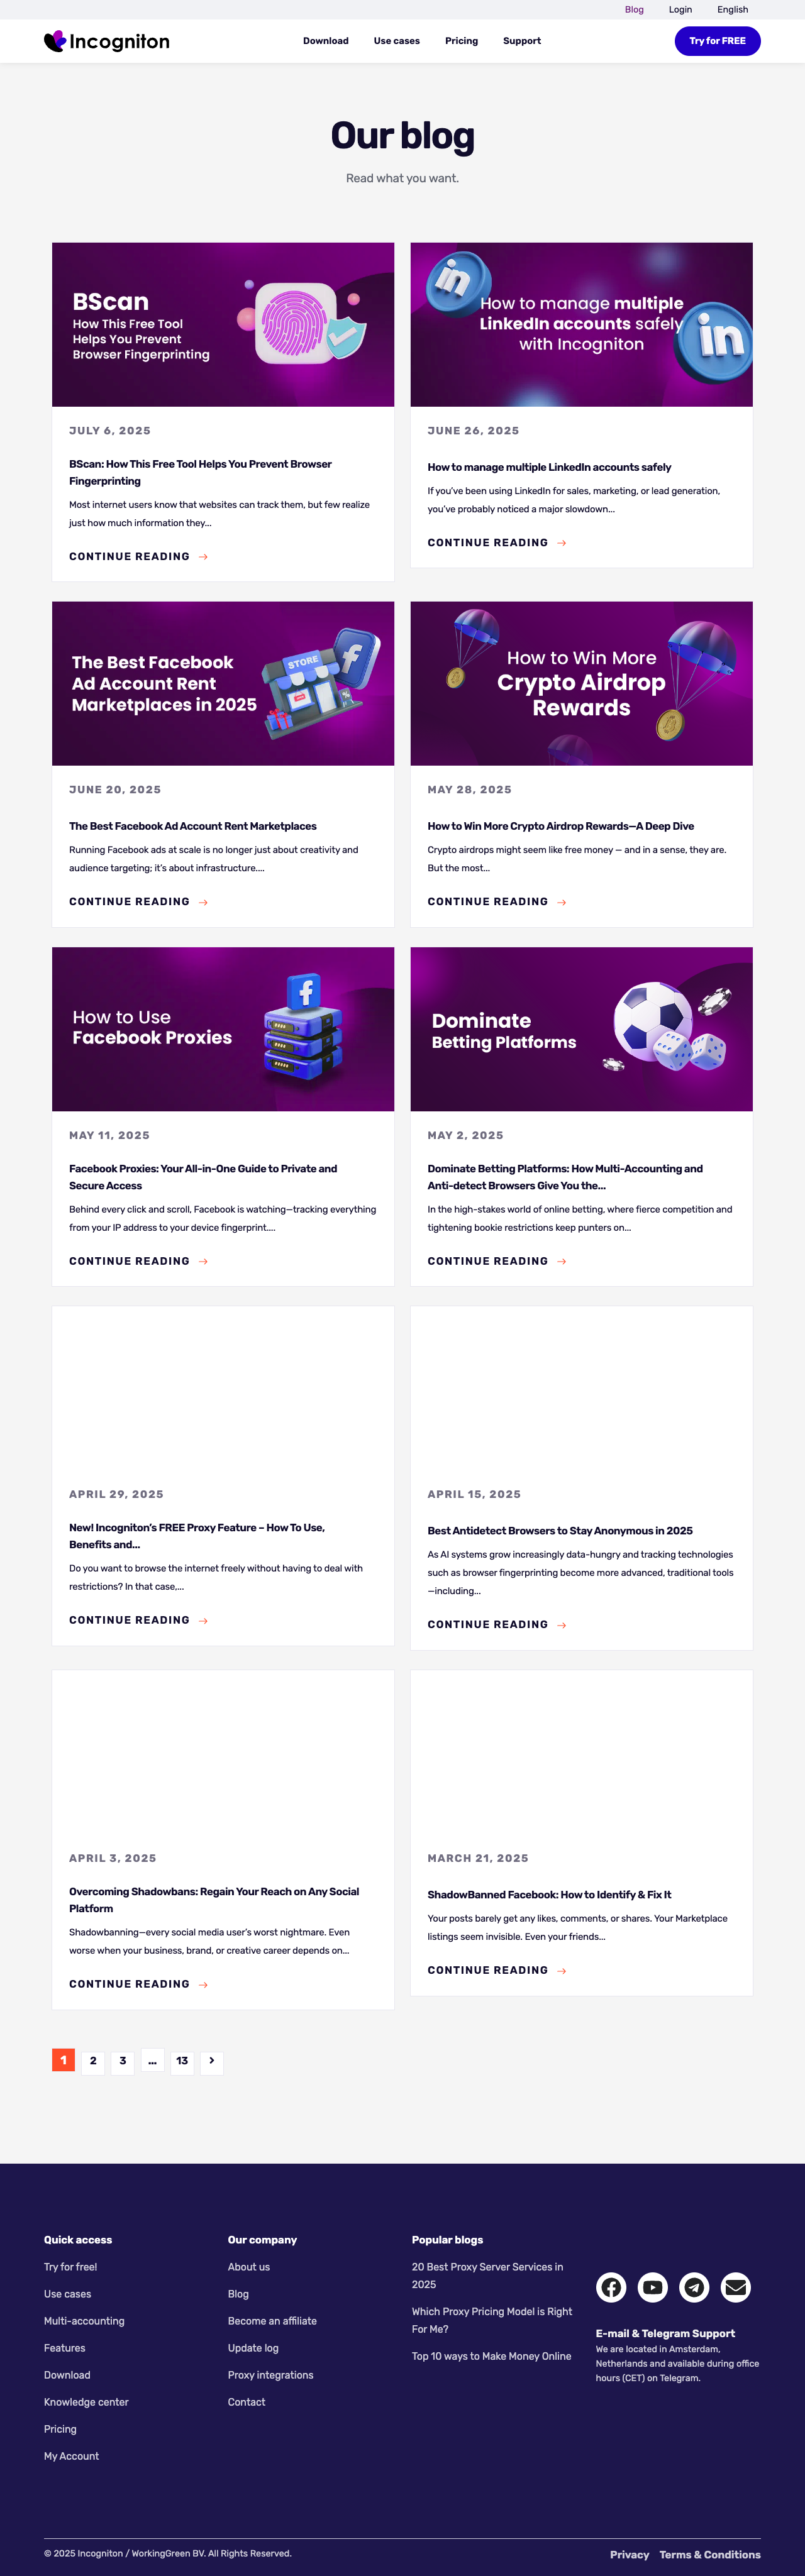 Blog Login English
Incogniton
Download Use cases Pricing Support
Try for FREE
Our blog
Read what you want.
BScan
How This Free Tool
Helps You Prevent
Browser Fingerprinting
JULY 6, 2025
BScan: How This Free Tool Helps You Prevent Browser
Fingerprinting
Most internet users know that websites can track them, but few realize
just how much information they...
CONTINUE READING →
in
How to manage multiple
LinkedIn accounts safely
with Incogniton
in
JUNE 26, 2025
How to manage multiple LinkedIn accounts safely
If you've been using LinkedIn for sales, marketing, or lead generation,
you've probably noticed a major slowdown...
CONTINUE READING →
The Best Facebook
Ad Account Rent
Marketplaces in 2025
STORE
JUNE 20, 2025
The Best Facebook Ad Account Rent Marketplaces
Running Facebook ads at scale is no longer just about creativity and
audience targeting; it's about infrastructure....
CONTINUE READING →
How to Win More
Crypto Airdrop
Rewards
MAY 28, 2025
How to Win More Crypto Airdrop Rewards—A Deep Dive
Crypto airdrops might seem like free money — and in a sense, they are.
But the most...
CONTINUE READING →
How to Use
Facebook Proxies
MAY 11, 2025
Facebook Proxies: Your All-in-One Guide to Private and
Secure Access
Behind every click and scroll, Facebook is watching—tracking everything
from your IP address to your device fingerprint....
CONTINUE READING →
Dominate
Betting Platforms
MAY 2, 2025
Dominate Betting Platforms: How Multi-Accounting and
Anti-detect Browsers Give You the...
In the high-stakes world of online betting, where fierce competition and
tightening bookie restrictions keep punters on...
CONTINUE READING →
APRIL 29, 2025
New! Incogniton's FREE Proxy Feature – How To Use,
Benefits and...
Do you want to browse the internet freely without having to deal with
restrictions? In that case,...
CONTINUE READING →
APRIL 15, 2025
Best Antidetect Browsers to Stay Anonymous in 2025
As AI systems grow increasingly data-hungry and tracking technologies
such as browser fingerprinting become more advanced, traditional tools
—including...
CONTINUE READING →
APRIL 3, 2025
Overcoming Shadowbans: Regain Your Reach on Any Social
Platform
Shadowbanning—every social media user's worst nightmare. Even
worse when your business, brand, or creative career depends on...
CONTINUE READING →
MARCH 21, 2025
ShadowBanned Facebook: How to Identify & Fix It
Your posts barely get any likes, comments, or shares. Your Marketplace
listings seem invisible. Even your friends...
CONTINUE READING →
1 2 3 ... 13 >
Quick access
Try for free!
Use cases
Multi-accounting
Features
Download
Knowledge center
Pricing
My Account
Our company
About us
Blog
Become an affiliate
Update log
Proxy integrations
Contact
Popular blogs
20 Best Proxy Server Services in
2025
Which Proxy Pricing Model is Right
For Me?
Top 10 ways to Make Money Online
E-mail & Telegram Support
We are located in Amsterdam,
Netherlands and available during office
hours (CET) on Telegram.
© 2025 Incogniton / WorkingGreen BV. All Rights Reserved.
Privacy Terms & Conditions